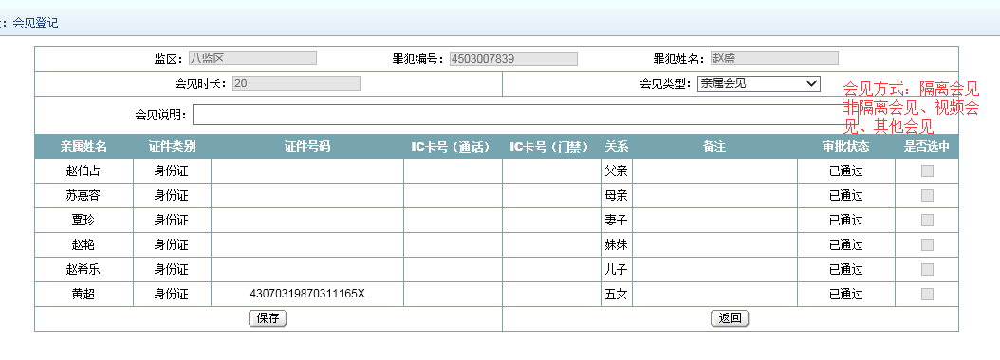 ：会见登记
监区：八监区 罪犯编号：4503007839 罪犯姓名：赵盛
会见时长：20 会见类型：亲属会见
会见方式：隔离会见
非隔离会见、视频会
见、其他会见
会见说明：
亲属姓名 证件类别 证件号码 IC卡号（通话） IC卡号（门禁） 关系 备注 审批状态 是否选中
赵伯占 身份证 父亲 已通过
苏惠容 身份证 母亲 已通过
覃珍 身份证 妻子 已通过
赵艳 身份证 妹妹 已通过
赵希乐 身份证 儿子 已通过
黄超 身份证 43070319870311165X 五女 已通过
保存 返回